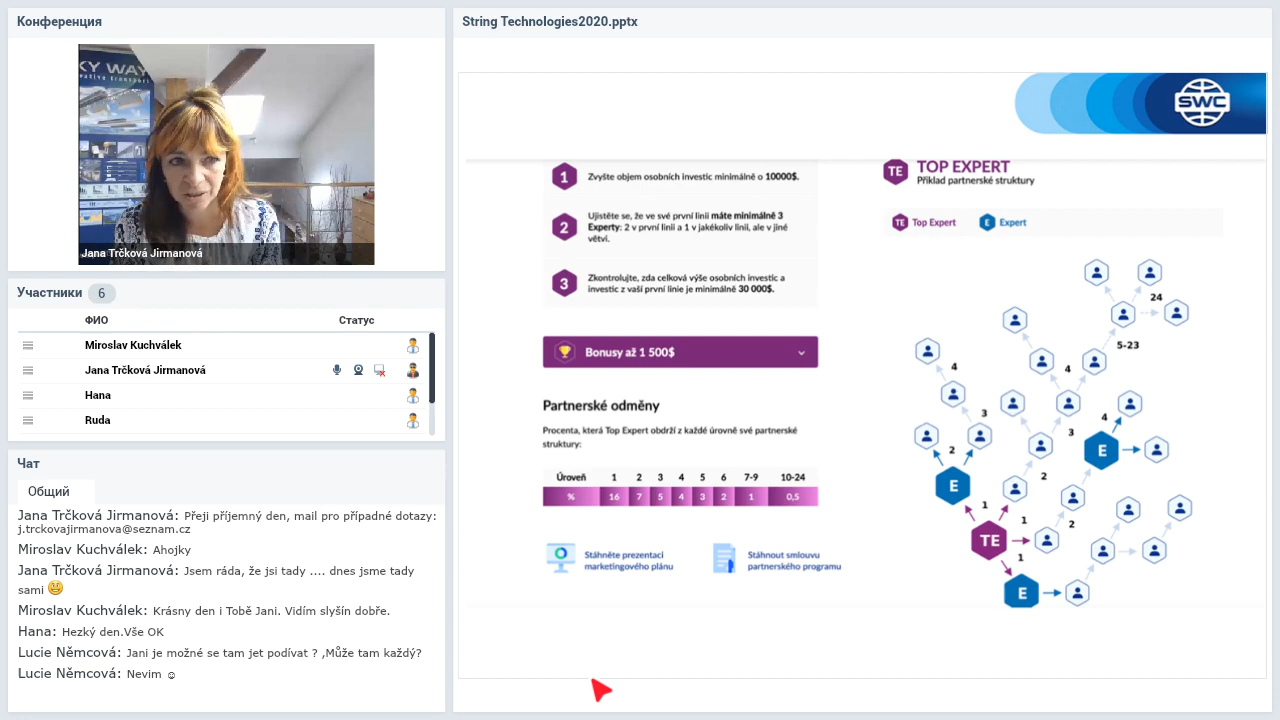 Конференция
KY WAY
eative transport
Jana Trčková Jirmanová
Участники 6
ФИО Статус
Miroslav Kuchválek
Jana Trčková Jirmanová
Hana
Ruda
Чат
Общий
Jana Trčková Jirmanová: Přeji příjemný den, mail pro případné dotazy:
j.trckovajirmanova@seznam.cz
Miroslav Kuchválek: Ahojky
Jana Trčková Jirmanová: Jsem ráda, že jsi tady .... dnes jsme tady
sami
Miroslav Kuchválek: Krásny den i Tobě Jani. Vidím slyšín dobře.
Hana: Hezký den.Vše OK
Lucie Němcová: Jani je možné se tam jet podívat ? ,Může tam každý?
Lucie Němcová: Nevim ☺
String Technologies2020.pptx
SWC
1 Zvyšte objem osobních investic minimálně o 10000$.
2 Ujistěte se, že ve své první linii máte minimálně 3
Experty: 2 v první linii a 1 v jakékoliv linii, ale v jiné
větvi.
3 Zkontrolujte, zda celková výše osobních investic a
investic z vaší první linie je minimálně 30 000$.
Bonusy až 1 500$
Partnerské odměny
Procenta, která Top Expert obdrží z každé úrovně své partnerské
struktury:
Úroveň 1 2 3 4 5 6 7-9 10-24
% 16 7 5 4 3 2 1 0,5
Stáhněte prezentaci
marketingového plánu
Stáhnout smlouvu
partnerského programu
TE TOP EXPERT
Příklad partnerské struktury
TE Top Expert E Expert
24
5-23
4
4
3
4
3
2
E
E
2
1
1
2
TE
1
E